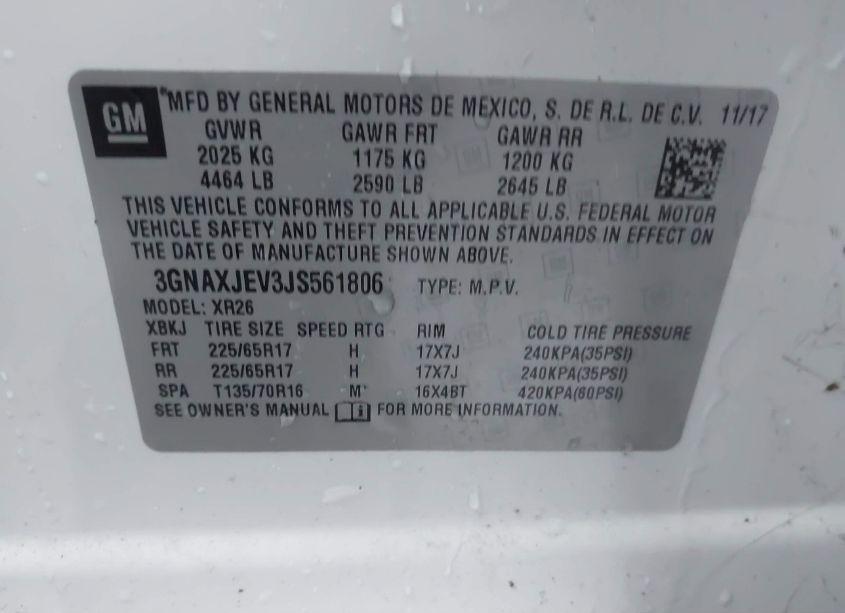 GM
MFD BY GENERAL MOTORS DE MEXICO, S. DE R.L. DE C.V. 11/17
GVWR GAWR FRT GAWR RR
2025 KG 1175 KG 1200 KG
4464 LB 2590 LB 2645 LB
THIS VEHICLE CONFORMS TO ALL APPLICABLE U.S. FEDERAL MOTOR
VEHICLE SAFETY AND THEFT PREVENTION STANDARDS IN EFFECT ON
THE DATE OF MANUFACTURE SHOWN ABOVE.
3GNAXJEV3JS561806 TYPE: M.P.V.
MODEL: XR26
XBKJ TIRE SIZE SPEED RTG RIM COLD TIRE PRESSURE
FRT 225/65R17 H 17X7J 240KPA(35PSI)
RR 225/65R17 H 17X7J 240KPA(35PSI)
SPA T135/70R16 M 16X4BT 420KPA(60PSI)
SEE OWNER'S MANUAL FOR MORE INFORMATION.